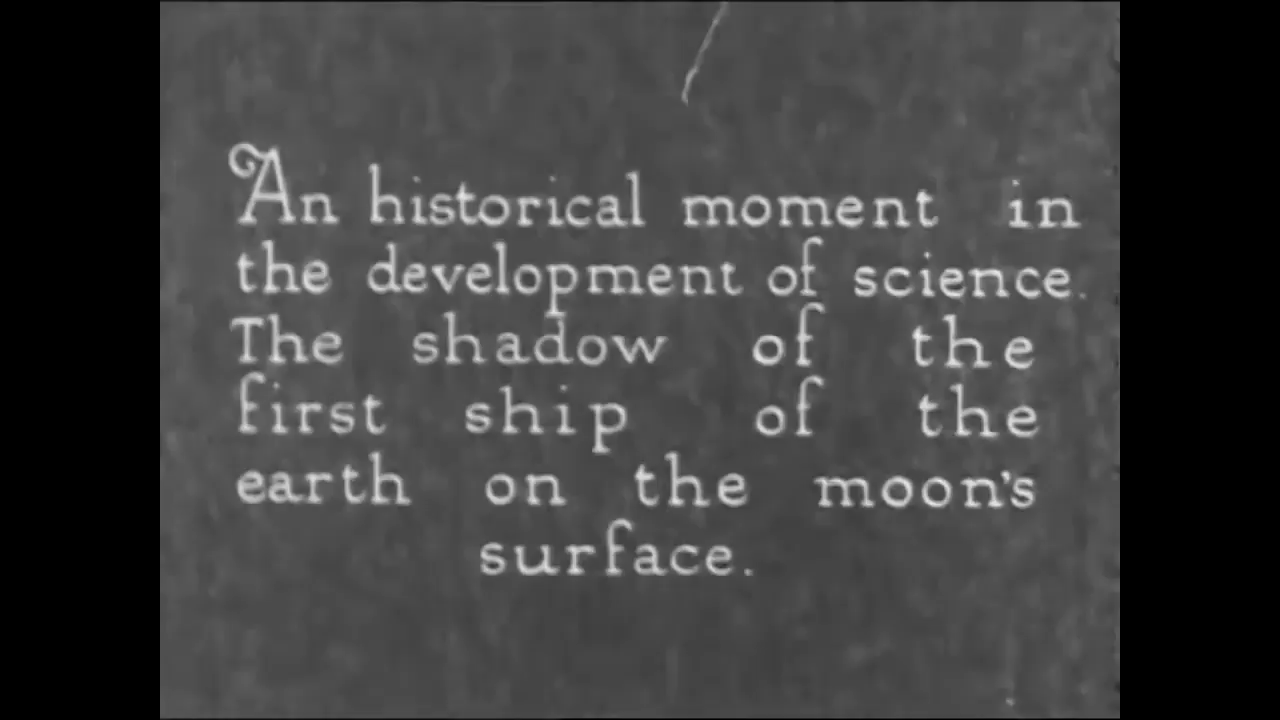 An historical moment in
the development of science.
The shadow of the
first ship of the
earth on the moon's
surface.